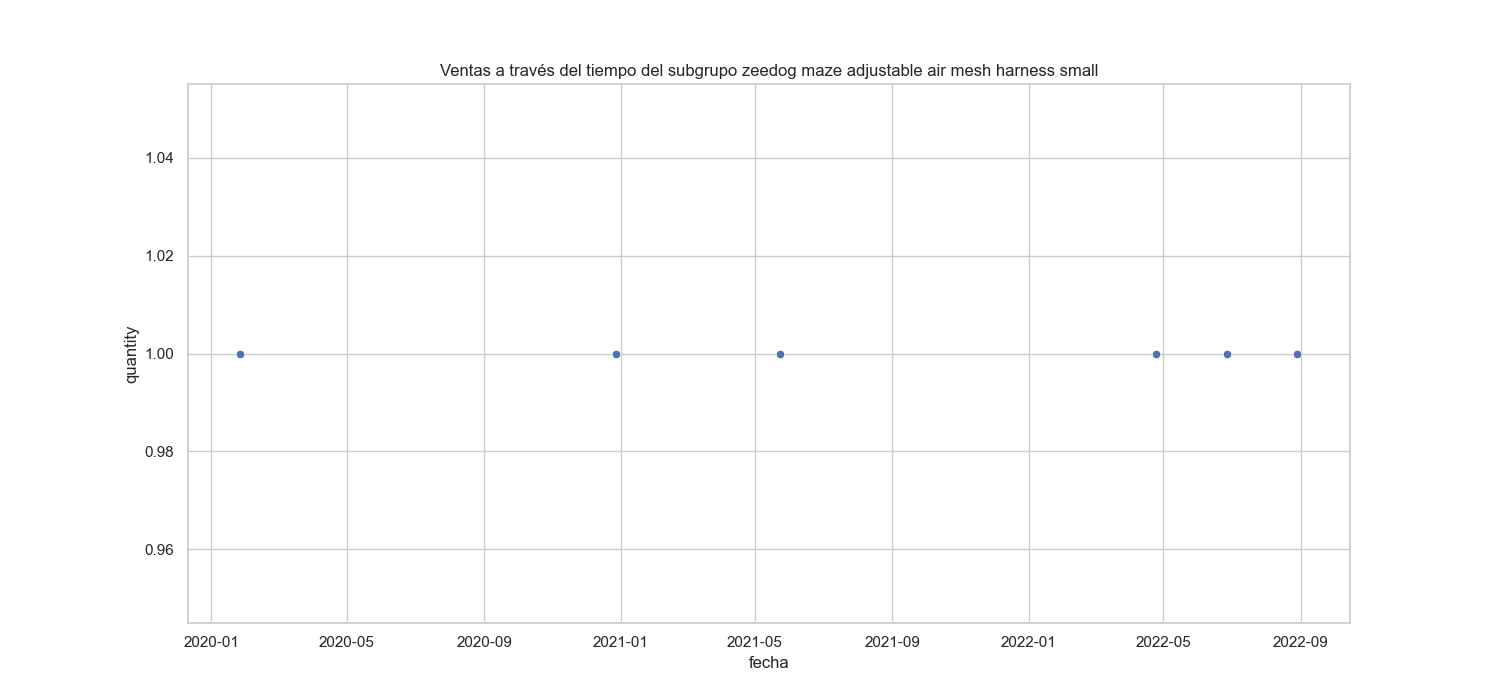 Ventas a través del tiempo del subgrupo zeedog maze adjustable air mesh harness small
1.04
1.02
1.00
0.98
0.96
quantity
2020-01 2020-05 2020-09 2021-01 2021-05 2021-09 2022-01 2022-05 2022-09
fecha